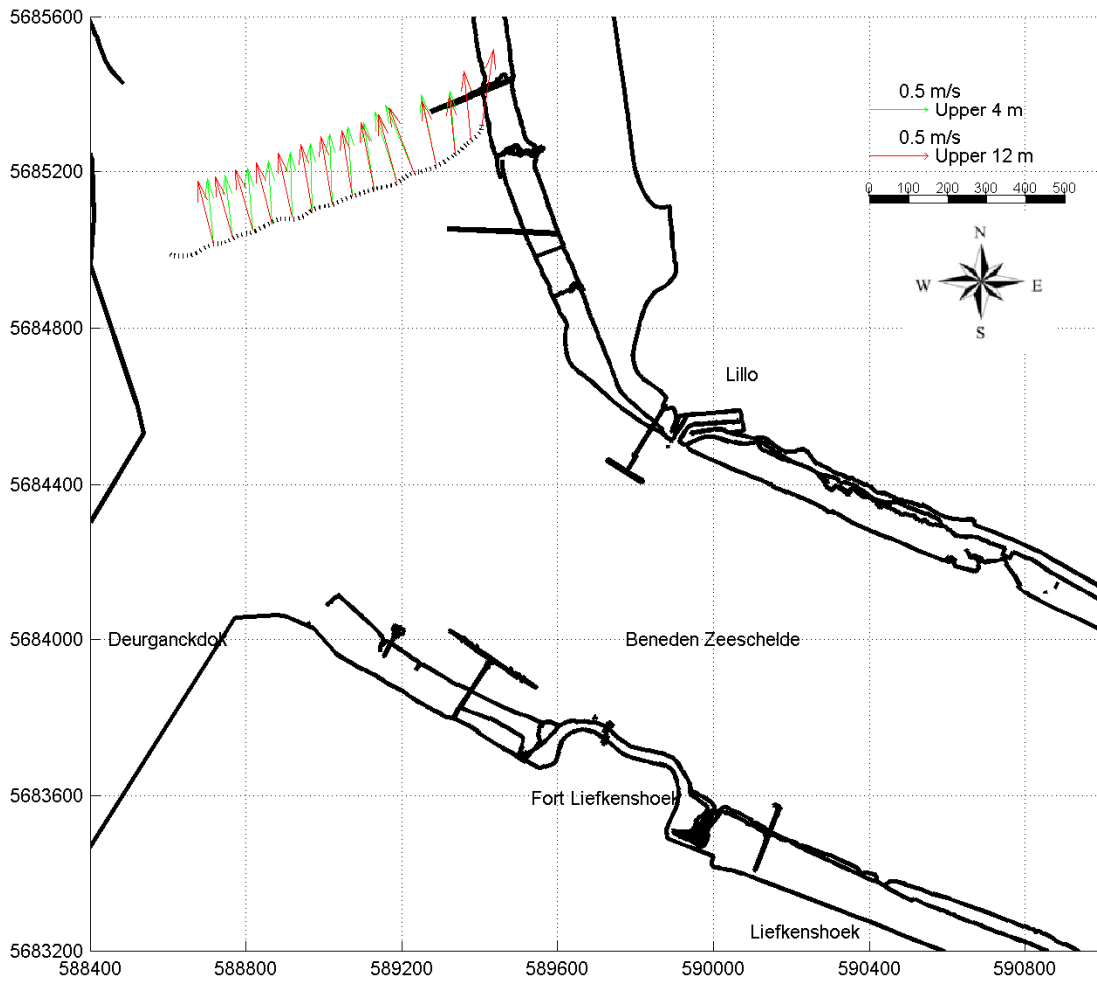 5685600
5685200
5684800
5684400
5684000
5683600
5683200
588400
588800
589200
589600
590000
590400
590800
0.5 m/s
Upper 4 m
0.5 m/s
Upper 12 m
0 100 200 300 400 500
N
W E
S
Lillo
Deurganckdok
Beneden Zeeschelde
Fort Liefkenshoek
Liefkenshoek